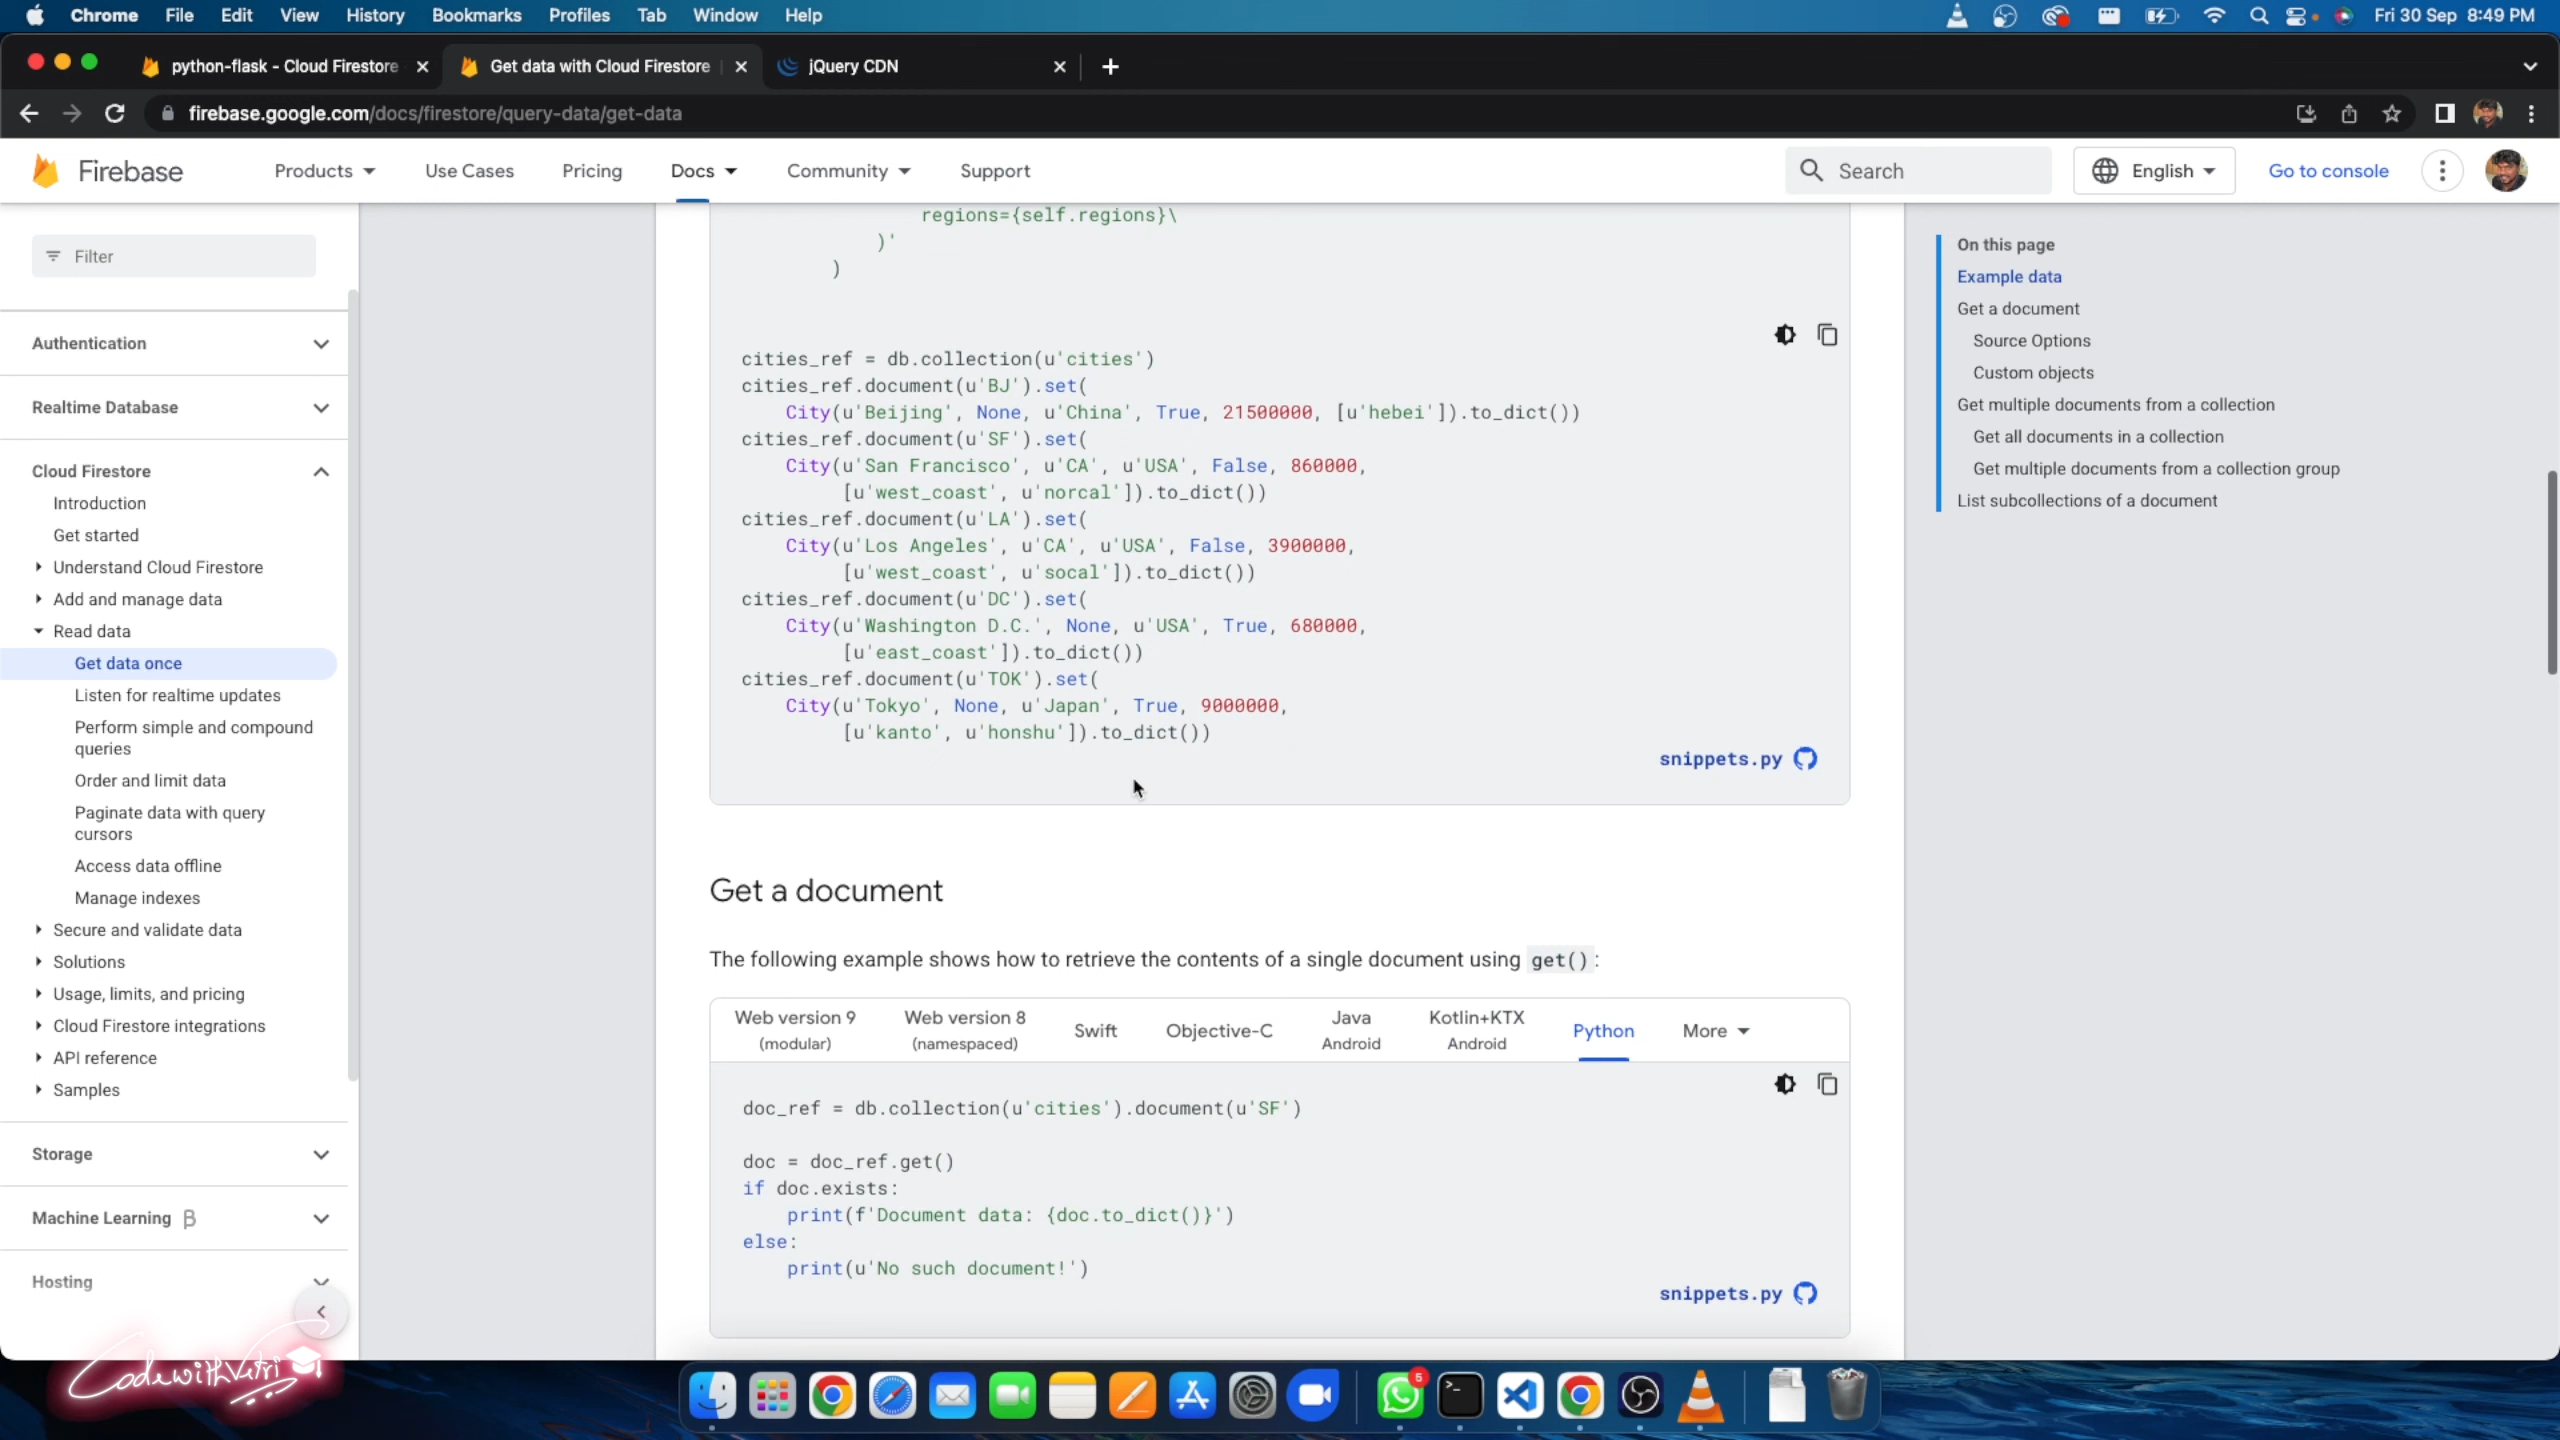 Chrome File Edit View History Bookmarks Profiles Tab Window Help Fri 30 Sep 8:49 PM
python-flask - Cloud Firestore Get data with Cloud Firestore jQuery CDN
firebase.google.com/docs/firestore/query-data/get-data
Firebase Products Use Cases Pricing Docs Community Support Search English Go to console
Filter
Authentication
Realtime Database
Cloud Firestore
Introduction
Get started
Understand Cloud Firestore
Add and manage data
Read data
Get data once
Listen for realtime updates
Perform simple and compound
queries
Order and limit data
Paginate data with query
cursors
Access data offline
Manage indexes
Secure and validate data
Solutions
Usage, limits, and pricing
Cloud Firestore integrations
API reference
Samples
Storage
Machine Learning β
Hosting
regions={self.regions}\
)'
)
cities_ref = db.collection(u'cities')
cities_ref.document(u'BJ').set(
City(u'Beijing', None, u'China', True, 21500000, [u'hebei']).to_dict())
cities_ref.document(u'SF').set(
City(u'San Francisco', u'CA', u'USA', False, 860000,
[u'west_coast', u'norcal']).to_dict())
cities_ref.document(u'LA').set(
City(u'Los Angeles', u'CA', u'USA', False, 3900000,
[u'west_coast', u'socal']).to_dict())
cities_ref.document(u'DC').set(
City(u'Washington D.C.', None, u'USA', True, 680000,
[u'east_coast']).to_dict())
cities_ref.document(u'TOK').set(
City(u'Tokyo', None, u'Japan', True, 9000000,
[u'kanto', u'honshu']).to_dict())
snippets.py
Get a document
The following example shows how to retrieve the contents of a single document using get():
Web version 9 (modular) Web version 8 (namespaced) Swift Objective-C Java Android Kotlin+KTX Android Python More
doc_ref = db.collection(u'cities').document(u'SF')
doc = doc_ref.get()
if doc.exists:
print(f'Document data: {doc.to_dict()}')
else:
print(u'No such document!')
snippets.py
On this page
Example data
Get a document
Source Options
Custom objects
Get multiple documents from a collection
Get all documents in a collection
Get multiple documents from a collection group
List subcollections of a document
CodewithVetri
5